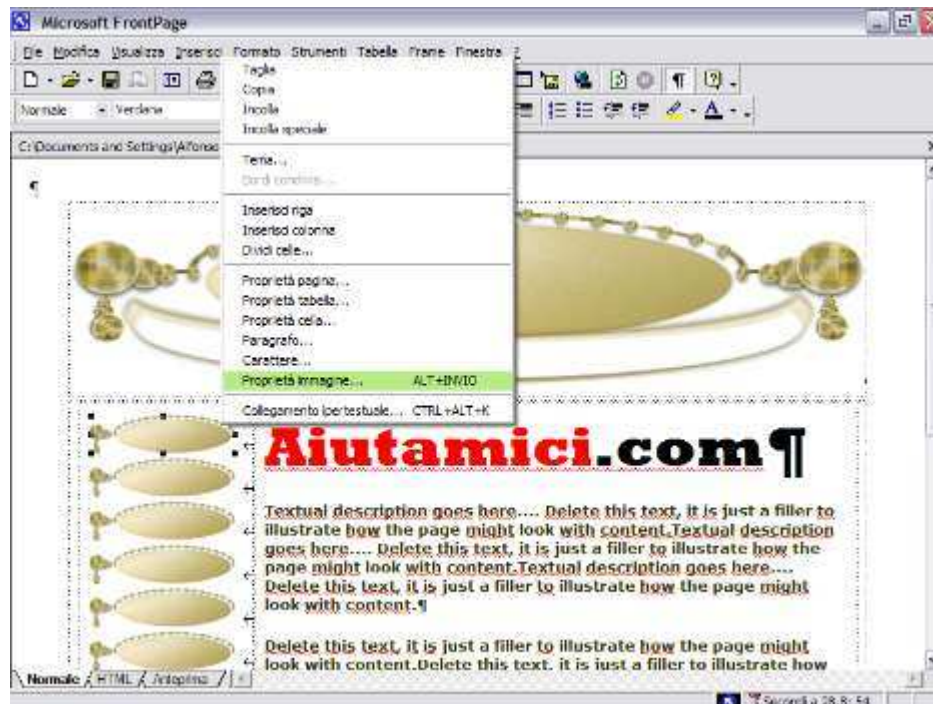 Microsoft FrontPage
File Modifica Visualizza Inserisci Formato Strumenti Tabella Frame Finestra ?
Normale Verdana
C:\Documents and Settings\Alfonso
Taglia
Copia
Incolla
Incolla speciale
Tema...
Bordi condivisi...
Inserisci riga
Inserisci colonna
Dividi celle...
Proprietà pagina...
Proprietà tabella...
Proprietà cella...
Paragrafo...
Carattere...
Proprietà immagine... ALT+INVIO
Collegamento ipertestuale... CTRL+ALT+K
Aiutamici.com¶
Textual description goes here.... Delete this text, it is just a filler to
illustrate how the page might look with content.Textual description
goes here.... Delete this text, it is just a filler to illustrate how the
page might look with content.Textual description goes here....
Delete this text, it is just a filler to illustrate how the page might
look with content.¶
Delete this text, it is just a filler to illustrate how the page might
look with content.Delete this text, it is just a filler to illustrate how
Normale HTML Anteprima
Secondi a 28.8: 54